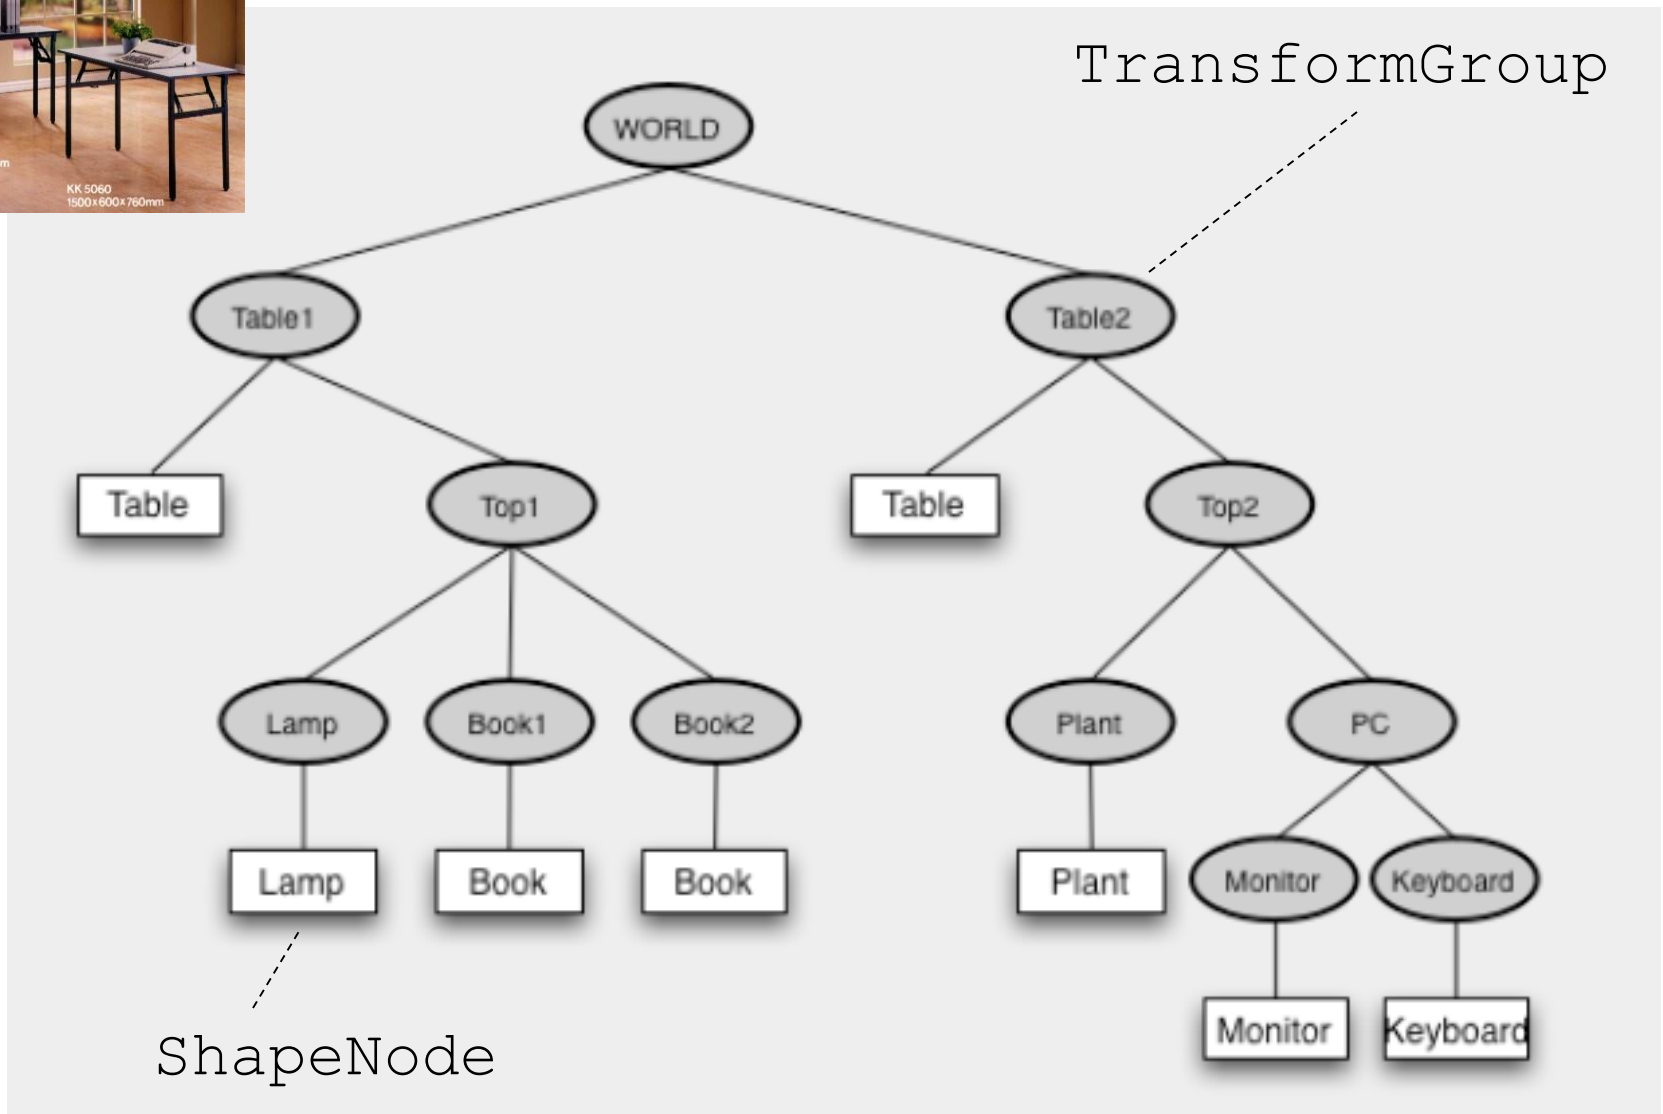 TransformGroup
WORLD
m
KK 5060
1500x600x760mm
Table1
Table2
Table
Top1
Table
Top2
Lamp
Book1
Book2
Plant
PC
Lamp
Book
Book
Plant
Monitor
Keyboard
Monitor
Keyboard
ShapeNode